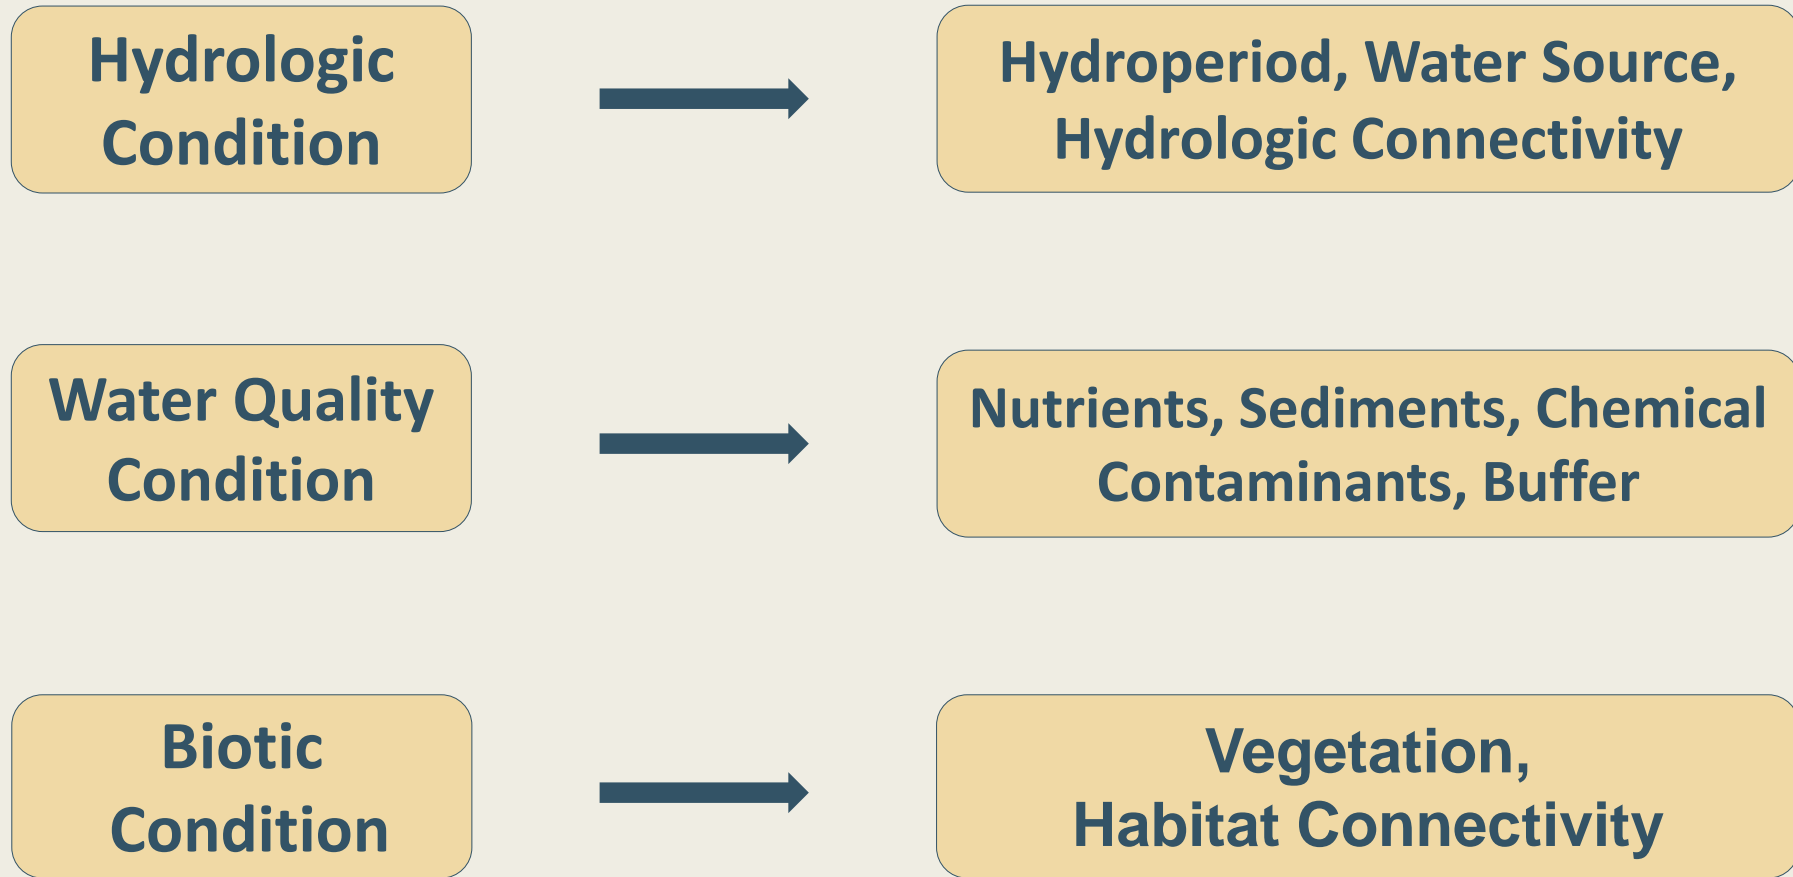 Hydrologic
Condition
Hydroperiod, Water Source,
Hydrologic Connectivity
Water Quality
Condition
Nutrients, Sediments, Chemical
Contaminants, Buffer
Biotic
Condition
Vegetation,
Habitat Connectivity